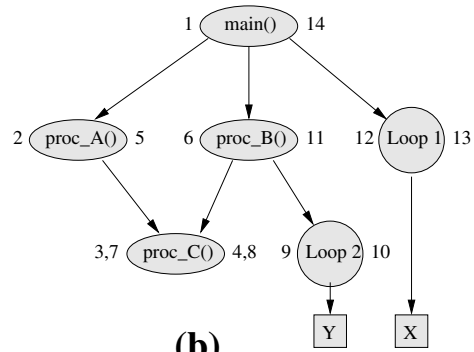 1 main() 14
2 proc_A() 5 6 proc_B() 11 12 Loop 1 13
3,7 proc_C() 4,8 9 Loop 2 10
Y X
(b)